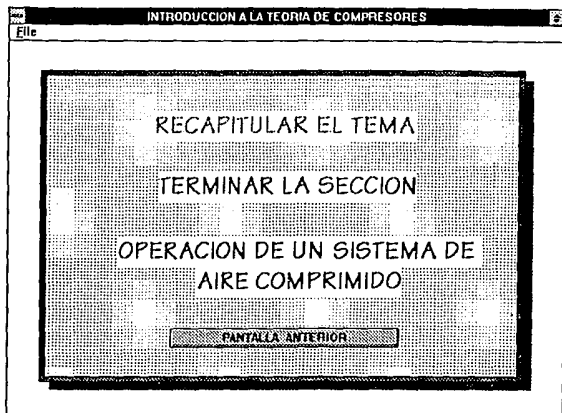 INTRODUCCION A LA TEORIA DE COMPRESORES
File
RECAPITULAR EL TEMA
TERMINAR LA SECCION
OPERACION DE UN SISTEMA DE
AIRE COMPRIMIDO
PANTALLA ANTERIOR